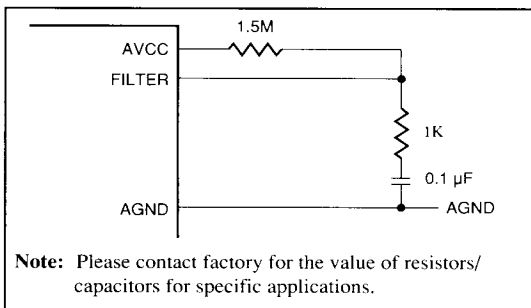 1.5M
AVCC
FILTER
1K
0.1 µF
AGND
AGND
Note: Please contact factory for the value of resistors/
capacitors for specific applications.